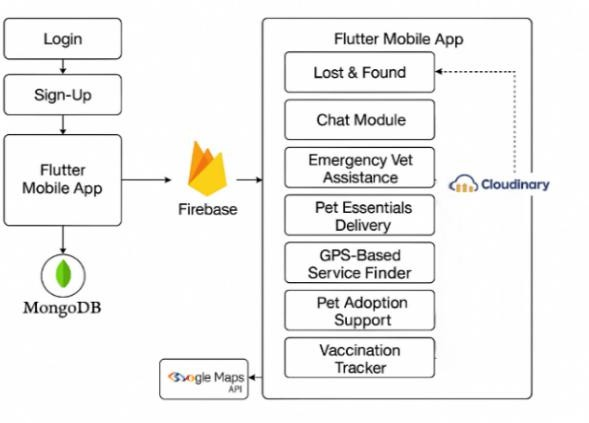 Login
Sign-Up
Flutter
Mobile App
MongoDB
Firebase
Flutter Mobile App
Lost & Found
Chat Module
Emergency Vet
Assistance
Pet Essentials
Delivery
GPS-Based
Service Finder
Pet Adoption
Support
Vaccination
Tracker
Cloudinary
Google Maps
API